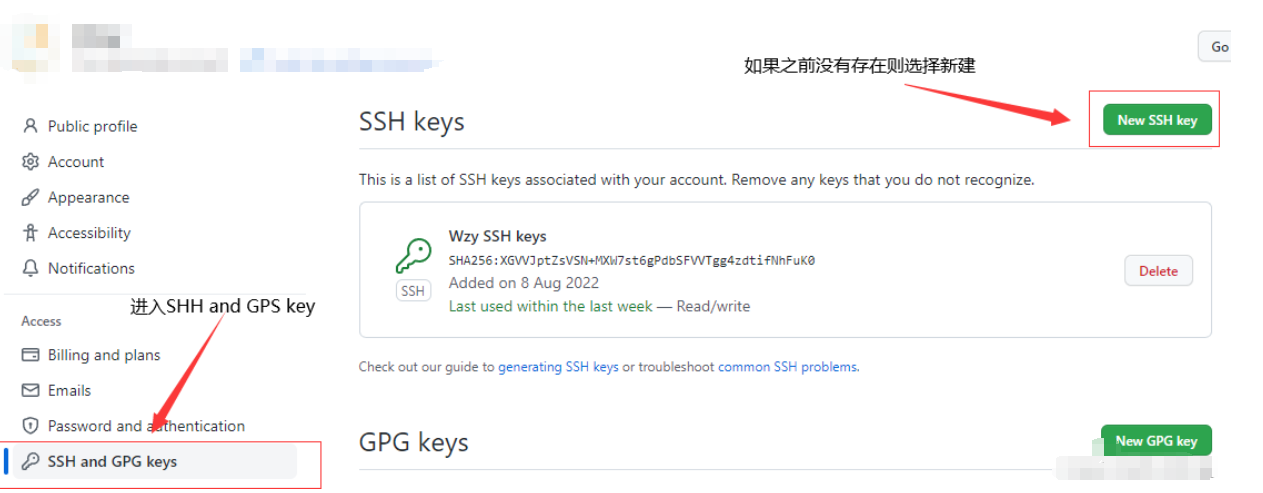 Go
如果之前没有存在则选择新建
Public profile
Account
Appearance
Accessibility
Notifications
进入SHH and GPS key
Access
Billing and plans
Emails
Password and authentication
SSH and GPG keys
SSH keys
New SSH key
This is a list of SSH keys associated with your account. Remove any keys that you do not recognize.
Wzy SSH keys
SHA256:XGVVJptZsVSN+MXW7st6gPdbSFVVTgg4zdtifNhFuK0
SSH
Added on 8 Aug 2022
Last used within the last week — Read/write
Delete
Check out our guide to generating SSH keys or troubleshoot common SSH problems.
GPG keys
New GPG key